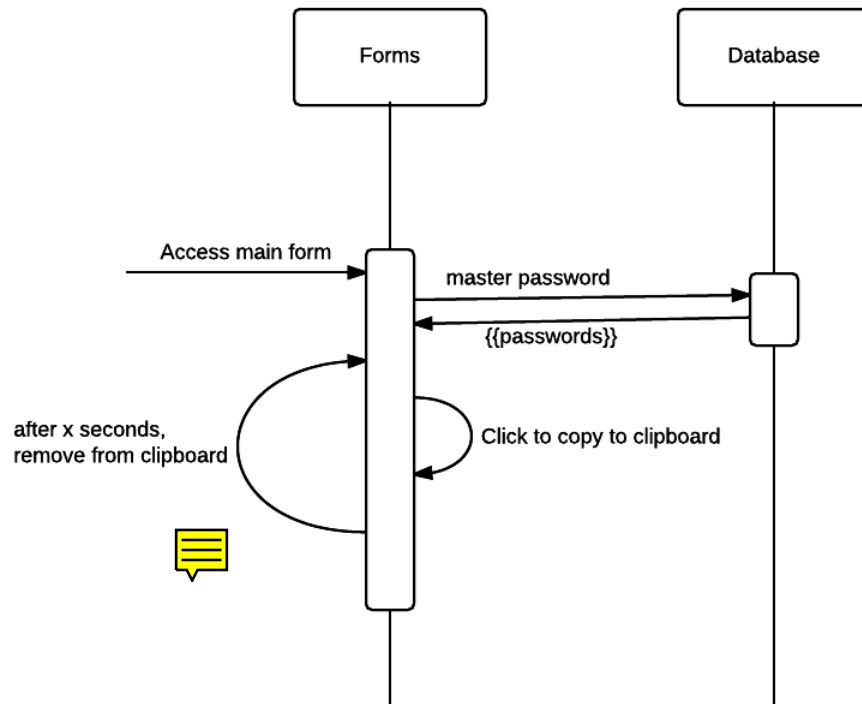 Forms
Database
Access main form
master password
{{passwords}}
after x seconds,
remove from clipboard
Click to copy to clipboard